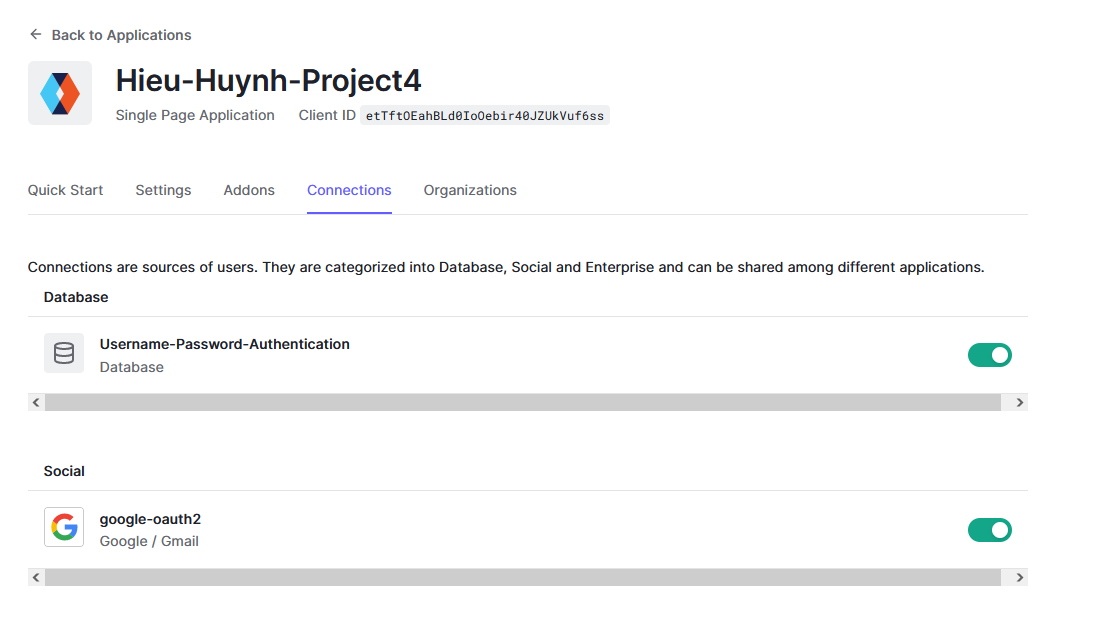 Back to Applications
Hieu-Huynh-Project4
Single Page Application Client ID etTftOEahBLd0IoOebir40JZUkVuf6ss
Quick Start Settings Addons Connections Organizations
Connections are sources of users. They are categorized into Database, Social and Enterprise and can be shared among different applications.
Database
Username-Password-Authentication
Database
Social
google-oauth2
Google / Gmail